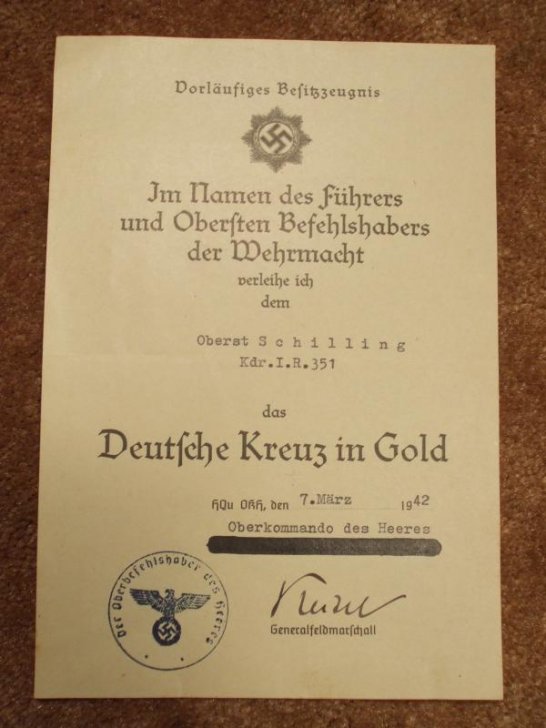 Vorläufiges Besitzzeugnis
Im Namen des Führers
und Obersten Befehlshabers
der Wehrmacht
verleihe ich
dem
Oberst S c h i l l i n g
Kdr.I.R.351
das
Deutsche Kreuz in Gold
HQu OKH, den 7.März 1942
Oberkommando des Heeres
Der Oberbefehlshaber des Heeres
Keitel
Generalfeldmarschall